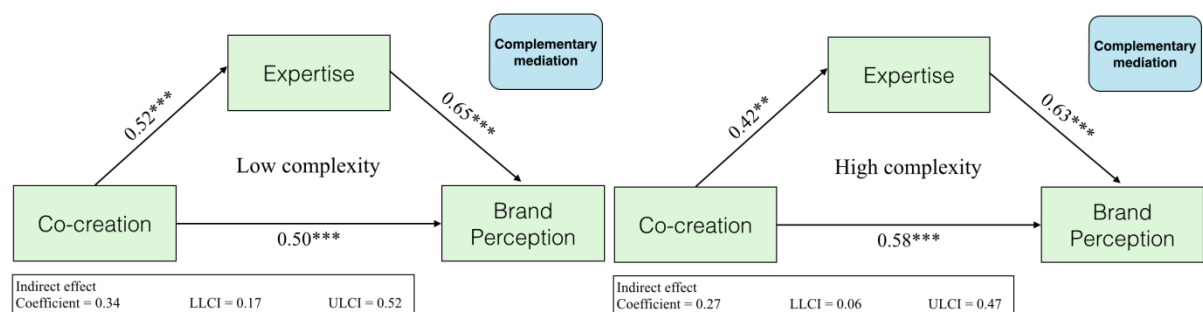 Complementary
mediation
Expertise
0.52***
0.65***
Low complexity
Co-creation
Brand
Perception
0.50***
Indirect effect
Coefficient = 0.34 LLCI = 0.17 ULCI = 0.52
Complementary
mediation
Expertise
0.42**
0.63***
High complexity
Co-creation
Brand
Perception
0.58***
Indirect effect
Coefficient = 0.27 LLCI = 0.06 ULCI = 0.47